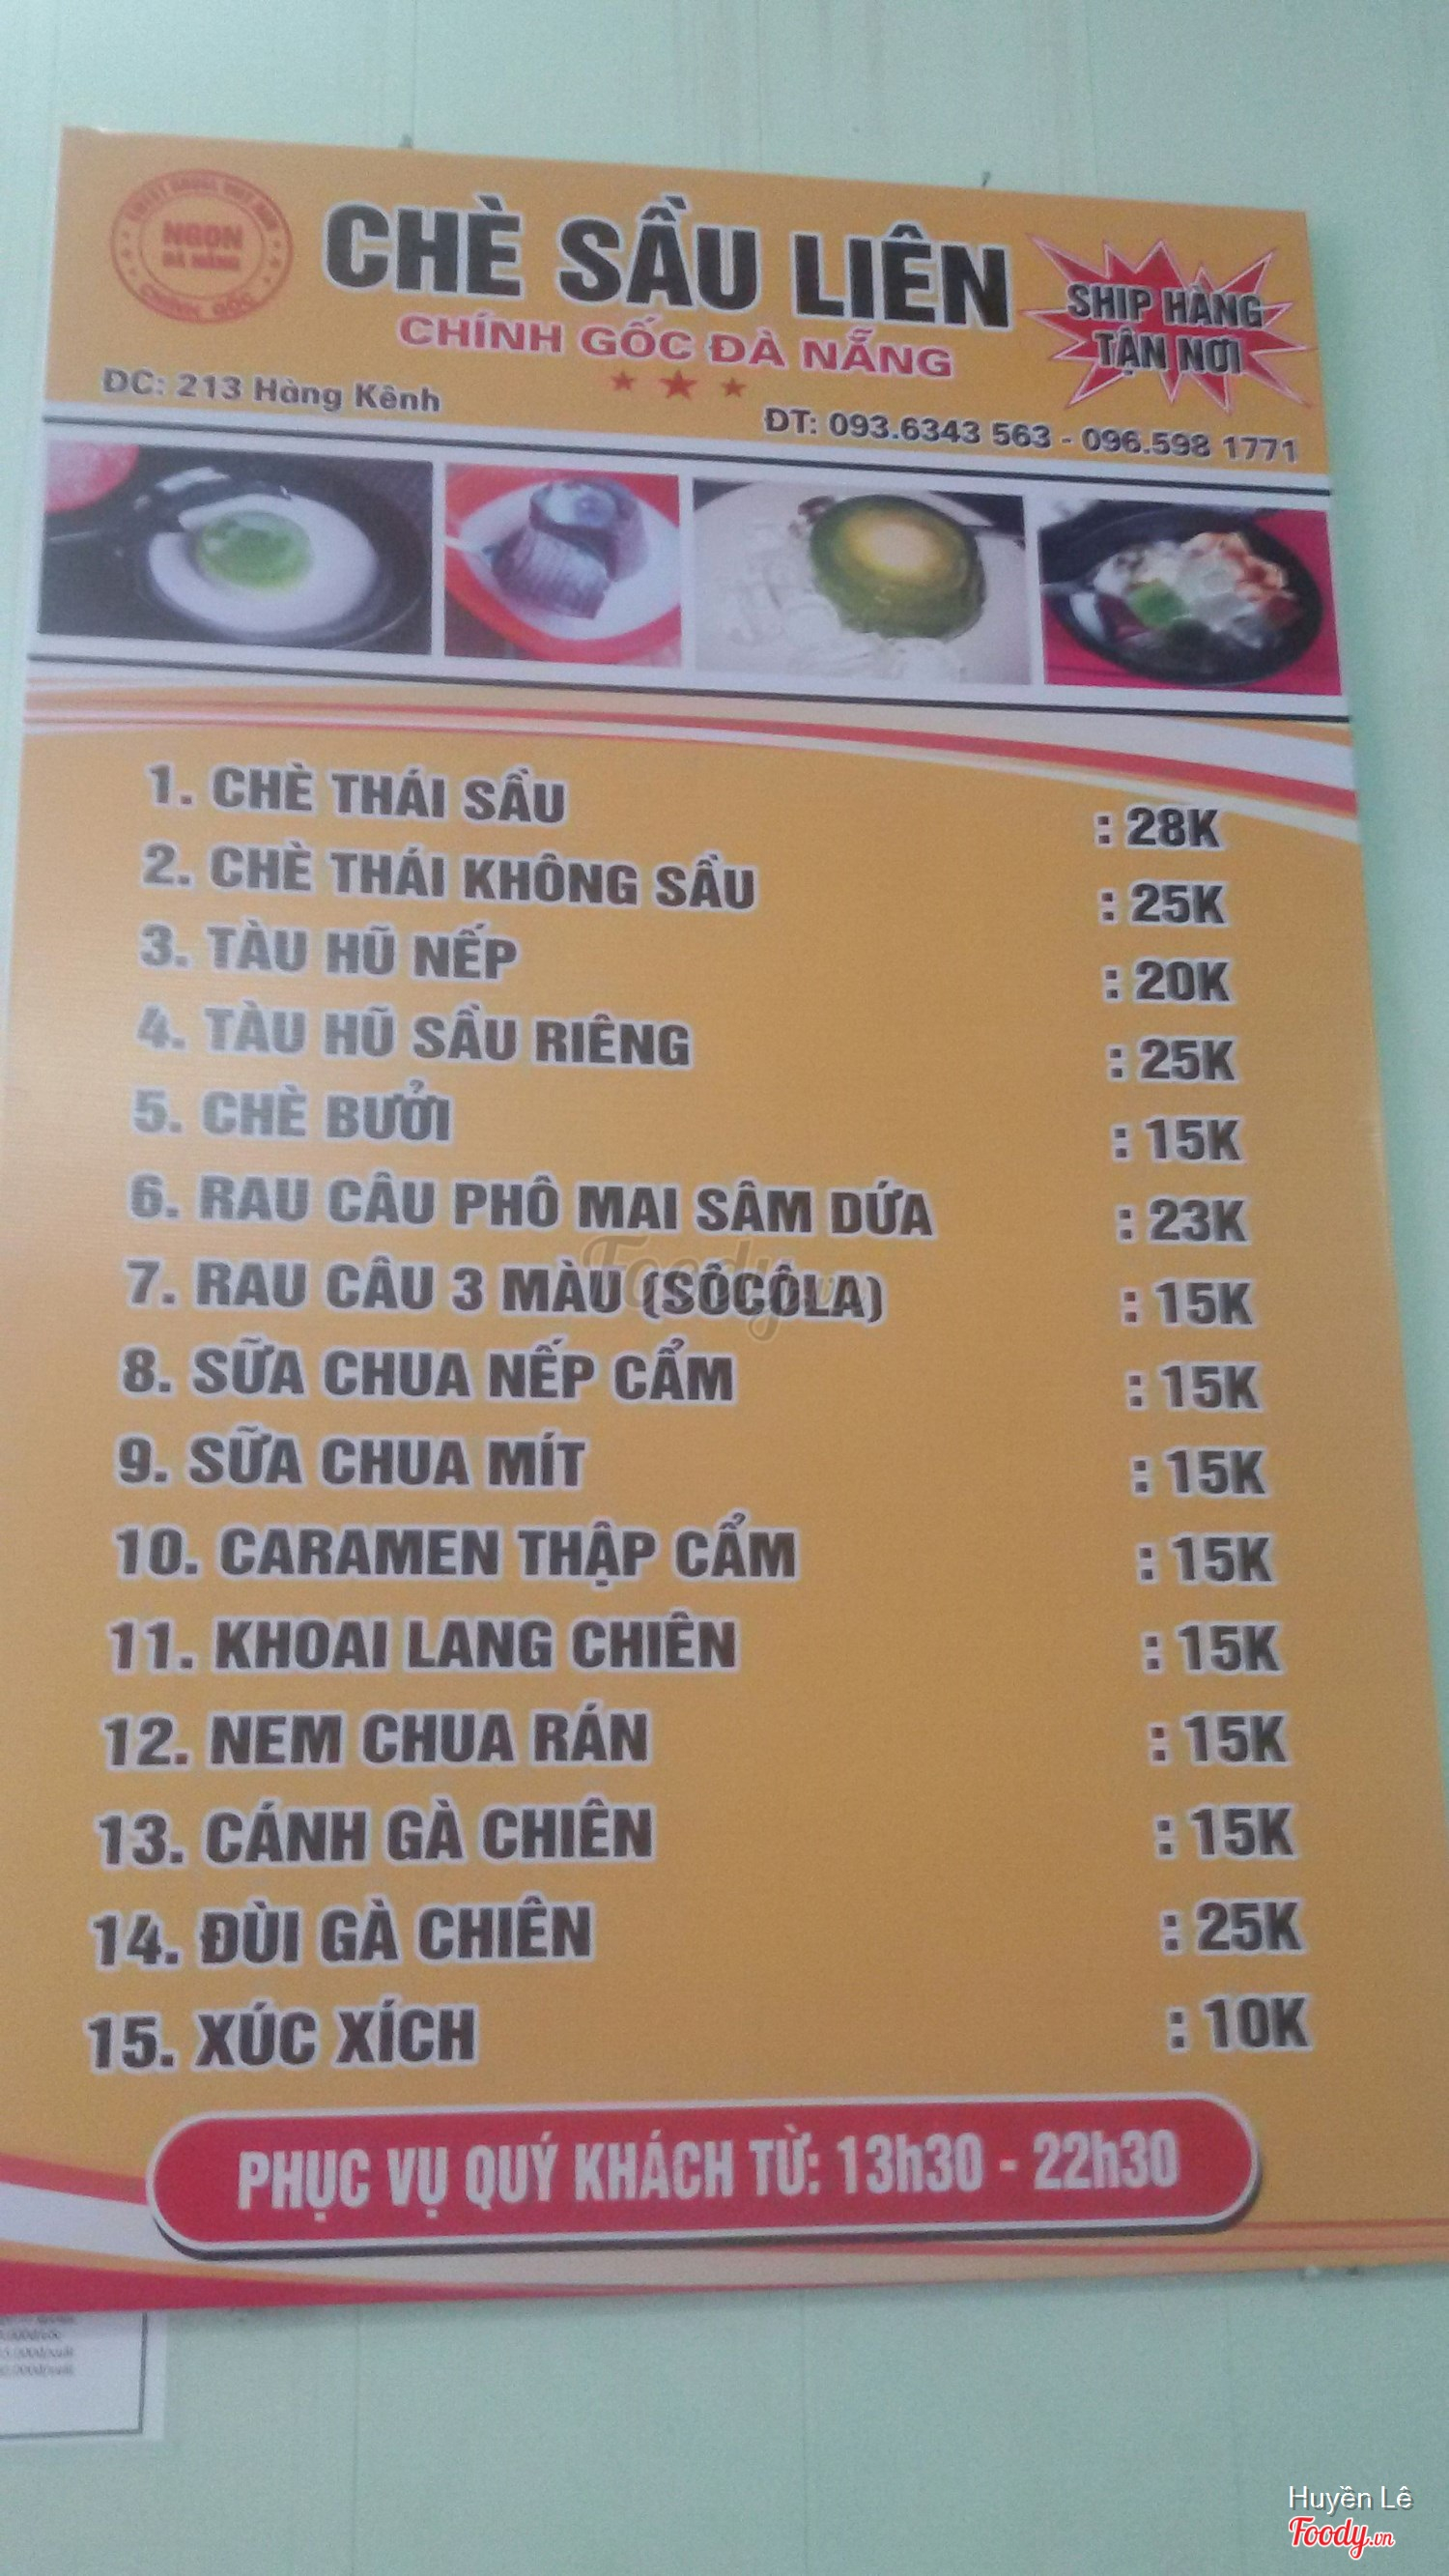 NGON
ĐÀ NẴNG
CHÍNH GỐC
CHÈ SẦU LIÊN
CHÍNH GỐC ĐÀ NẴNG
SHIP HÀNG
TẬN NƠI
ĐC: 213 Hàng Kênh
ĐT: 093.6343 563 - 096.598 1771
1. CHÈ THÁI SẦU : 28K
2. CHÈ THÁI KHÔNG SẦU : 25K
3. TÀU HŨ NẾP : 20K
4. TÀU HŨ SẦU RIÊNG : 25K
5. CHÈ BƯỞI : 15K
6. RAU CÂU PHÔ MAI SÂM DỨA : 23K
7. RAU CÂU 3 MÀU (SÔCÔLA) : 15K
8. SỮA CHUA NẾP CẨM : 15K
9. SỮA CHUA MÍT : 15K
10. CARAMEN THẬP CẨM : 15K
11. KHOAI LANG CHIÊN : 15K
12. NEM CHUA RÁN : 15K
13. CÁNH GÀ CHIÊN : 15K
14. ĐÙI GÀ CHIÊN : 25K
15. XÚC XÍCH : 10K
PHỤC VỤ QUÝ KHÁCH TỪ: 13h30 - 22h30
Foody.vn
Huyền Lê
Foody.vn